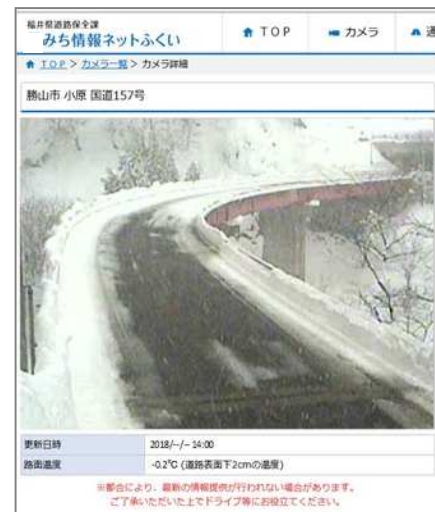 福井県道路保全課
みち情報ネットふくい
TOP
カメラ
通
TOP > カメラ一覧 > カメラ詳細
勝山市 小原 国道157号
更新日時 2018/--/-- 14:00
路面温度 -0.2℃ (道路表面下2cmの温度)
※都合により、最新の情報提供が行われない場合があります。
ご了承いただいた上でドライブ等にお役立てください。